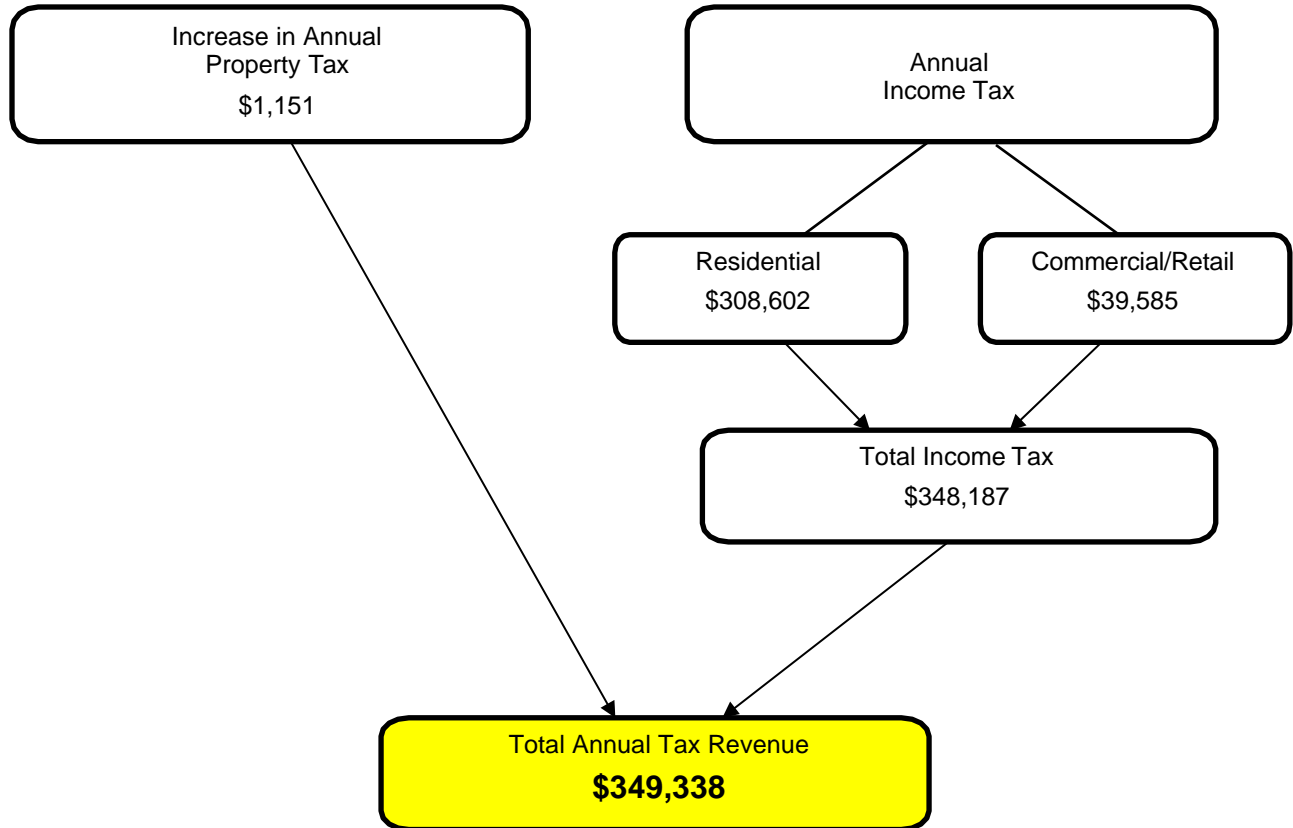 Increase in Annual
Property Tax
$1,151
Annual
Income Tax
Residential
$308,602
Commercial/Retail
$39,585
Total Income Tax
$348,187
Total Annual Tax Revenue
$349,338